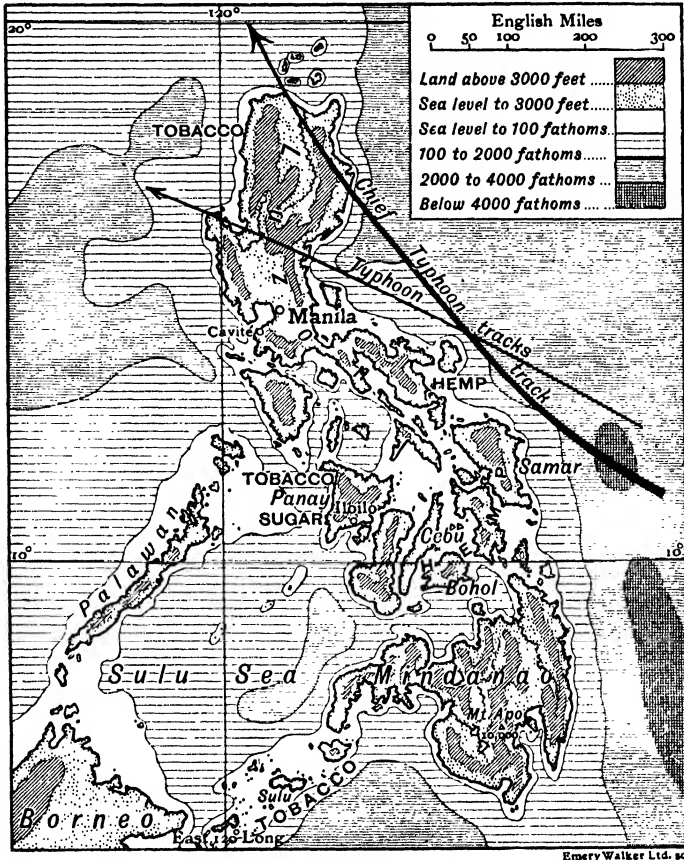 120°
20°
English Miles
0 50 100 300
Land above 3000 feet ......
Sea level to 3000 feet ....
Sea level to 100 fathoms..
100 to 2000 fathoms......
2000 to 4000 fathoms ...
Below 4000 fathoms .... ....
TOBACCO
L
U
Z
O
N
Chief
Typhoon
track
Typhoon
tracks
Manila
Cavite
HEMP
Samar
TOBACCO
Panay
SUGAR
Iloilo
Cebu
10°
10°
Palawan
Bohol
Sulu Sea
Mindanao
Mt. Apo
10,000
Sulu
TOBACCO
Borneo
East 120° Long
Emery Walker Ltd. sc